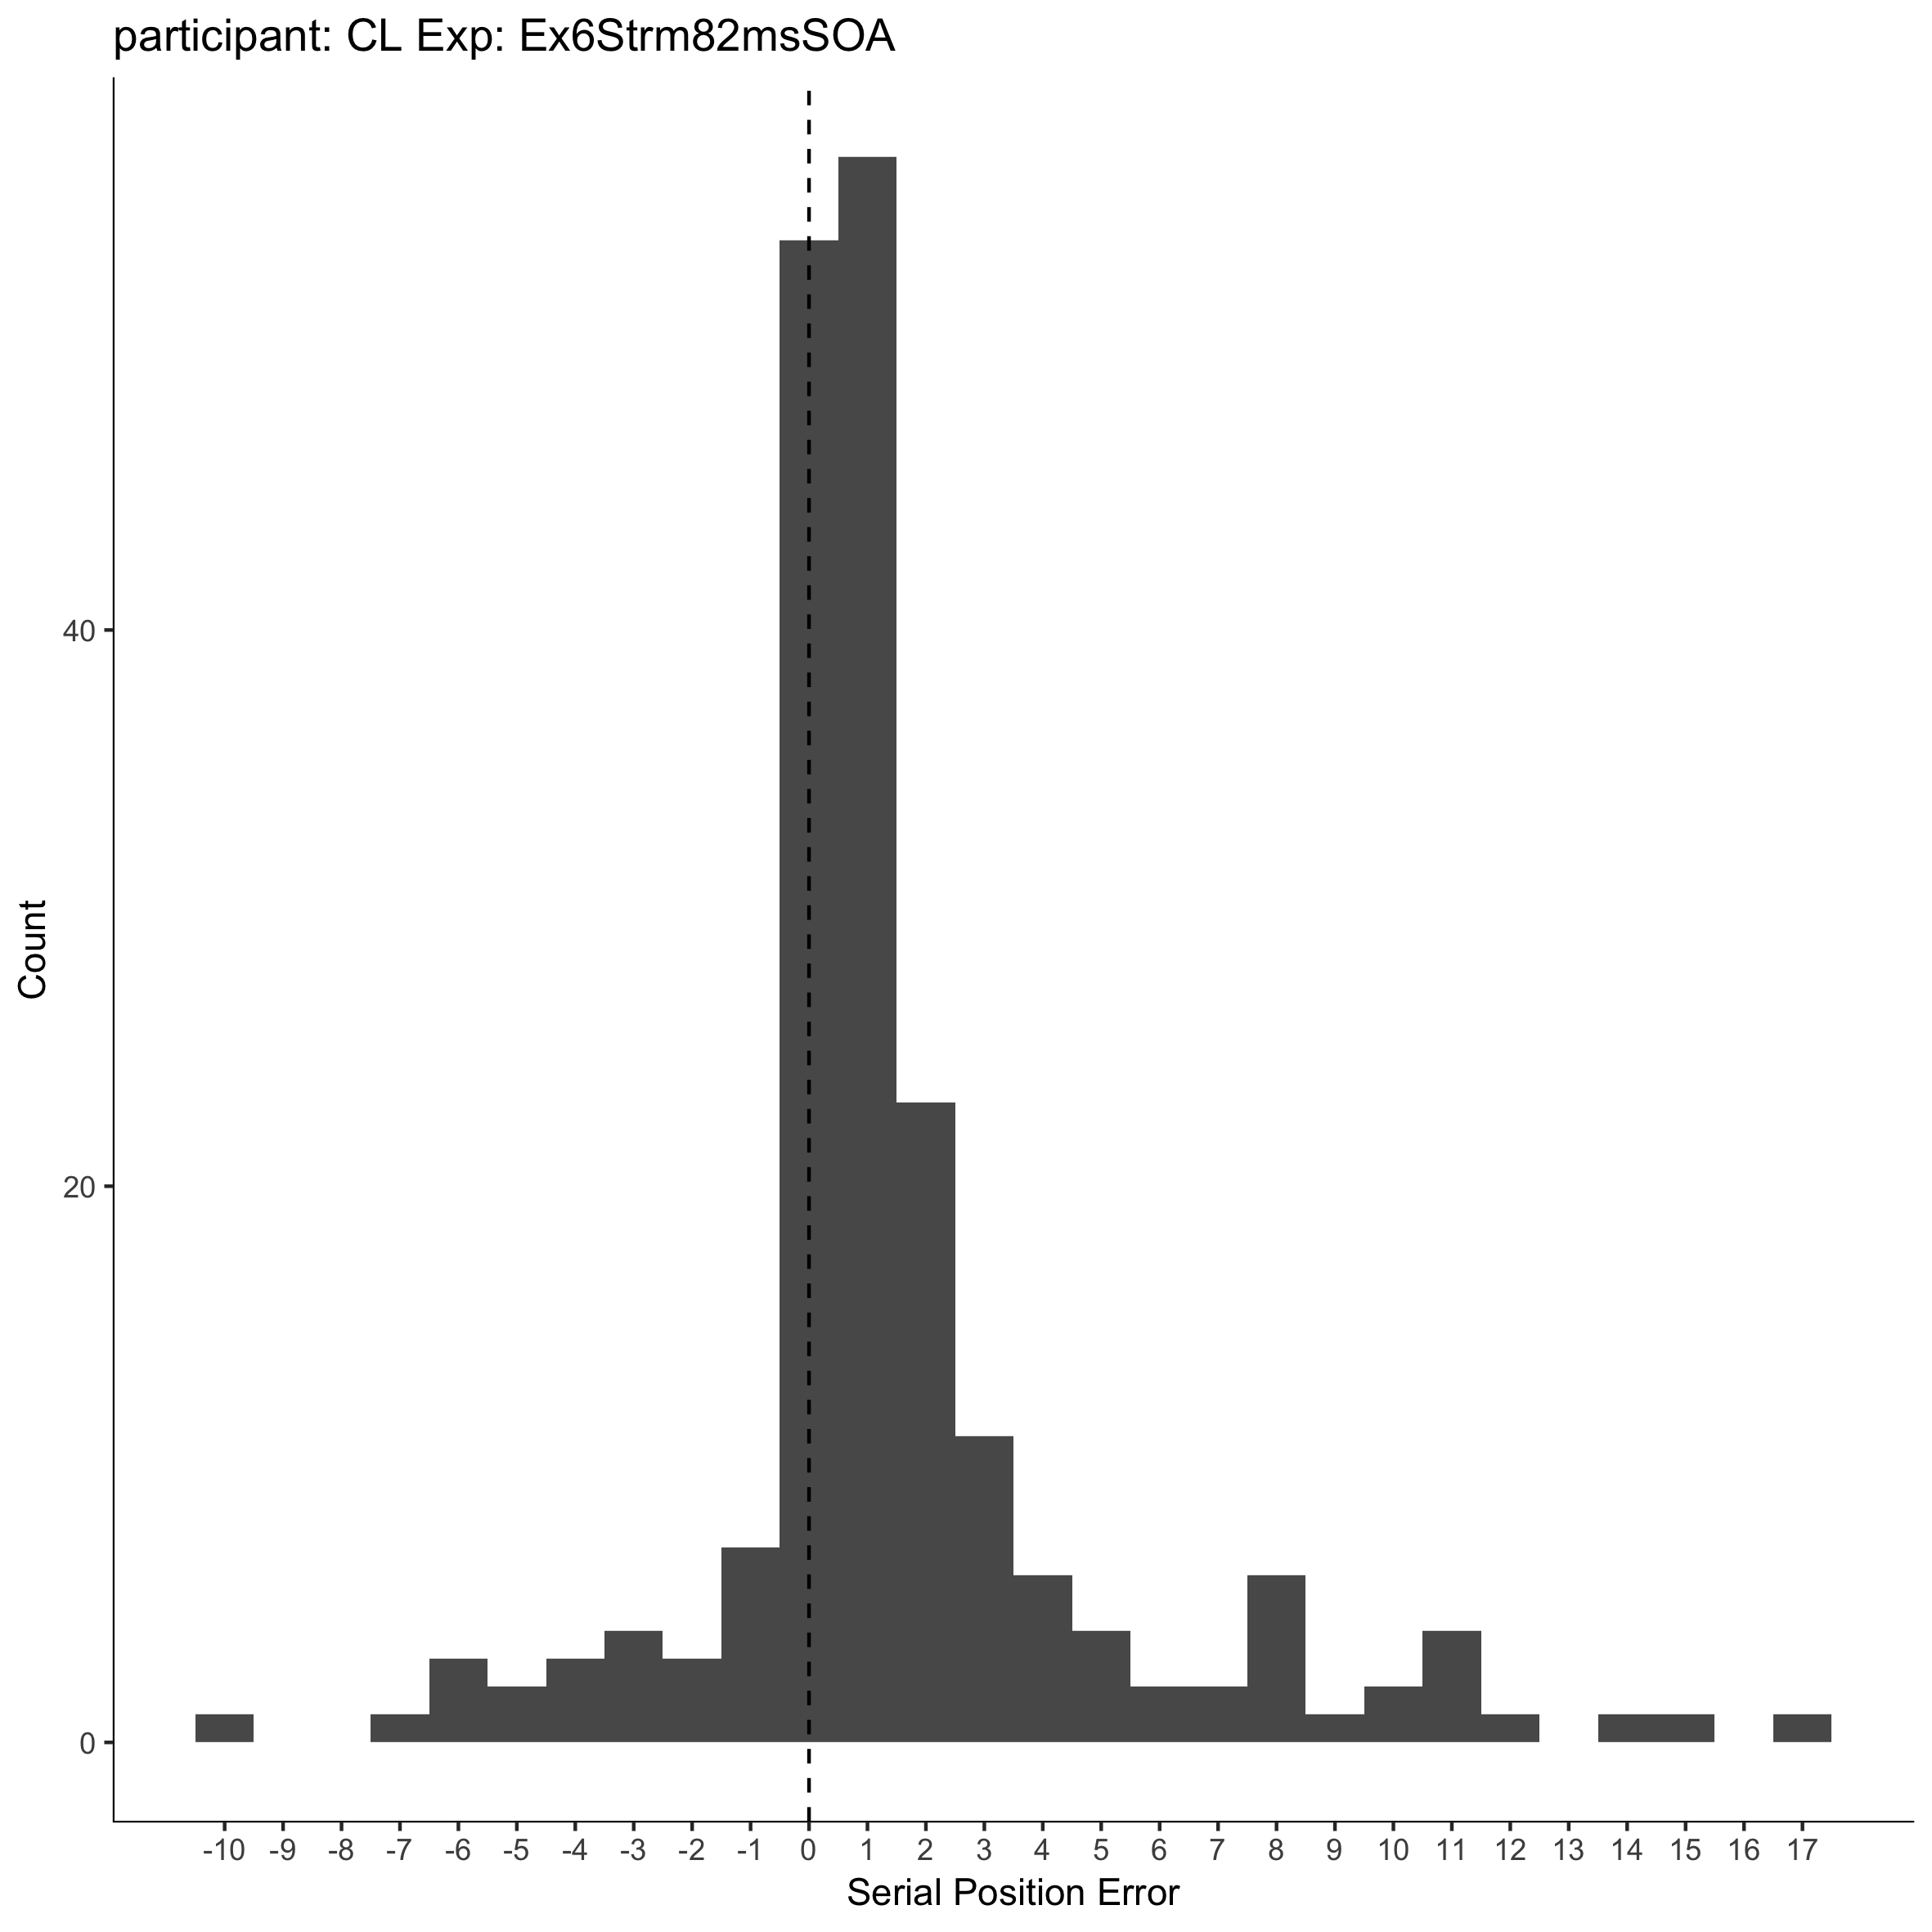 participant: CL Exp: Ex6Strm82msSOA
Count
40
20
0
-10 -9 -8 -7 -6 -5 -4 -3 -2 -1 0 1 2 3 4 5 6 7 8 9 10 11 12 13 14 15 16 17
Serial Position Error